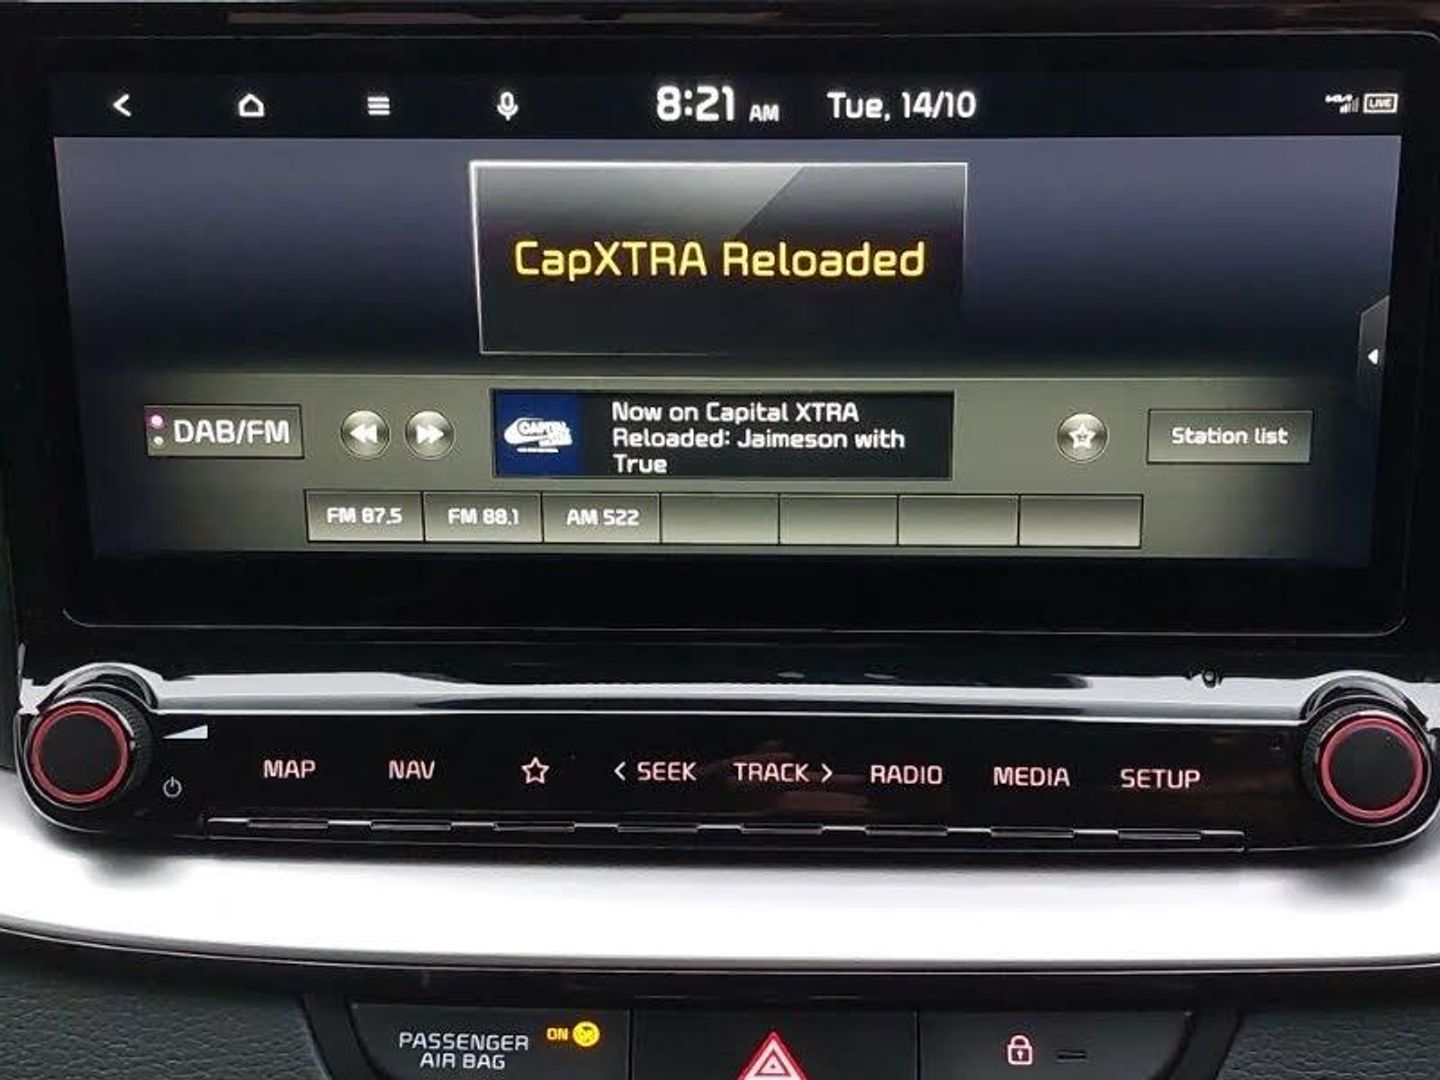 8:21 AM Tue, 14/10
LIVE
CapXTRA Reloaded
DAB/FM
CAPITAL
Now on Capital XTRA
Reloaded: Jaimeson with
True
Station list
FM 87.5 FM 88.1 AM 522
MAP NAV < SEEK TRACK > RADIO MEDIA SETUP
PASSENGER
AIR BAG
ON